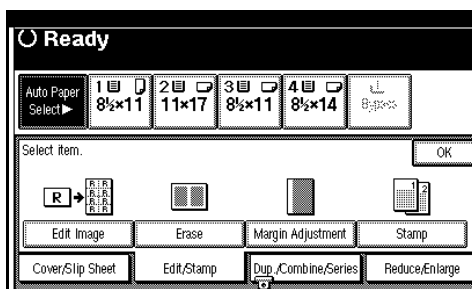 Ready
Auto Paper Select▶
1 8½×11
2 11×17
3 8½×11
4 8½×14
Select item.
OK
R R R R R R R R R
Edit Image
Erase
Margin Adjustment
1 2
Stamp
Cover/Slip Sheet
Edit/Stamp
Dup./Combine/Series
Reduce/Enlarge